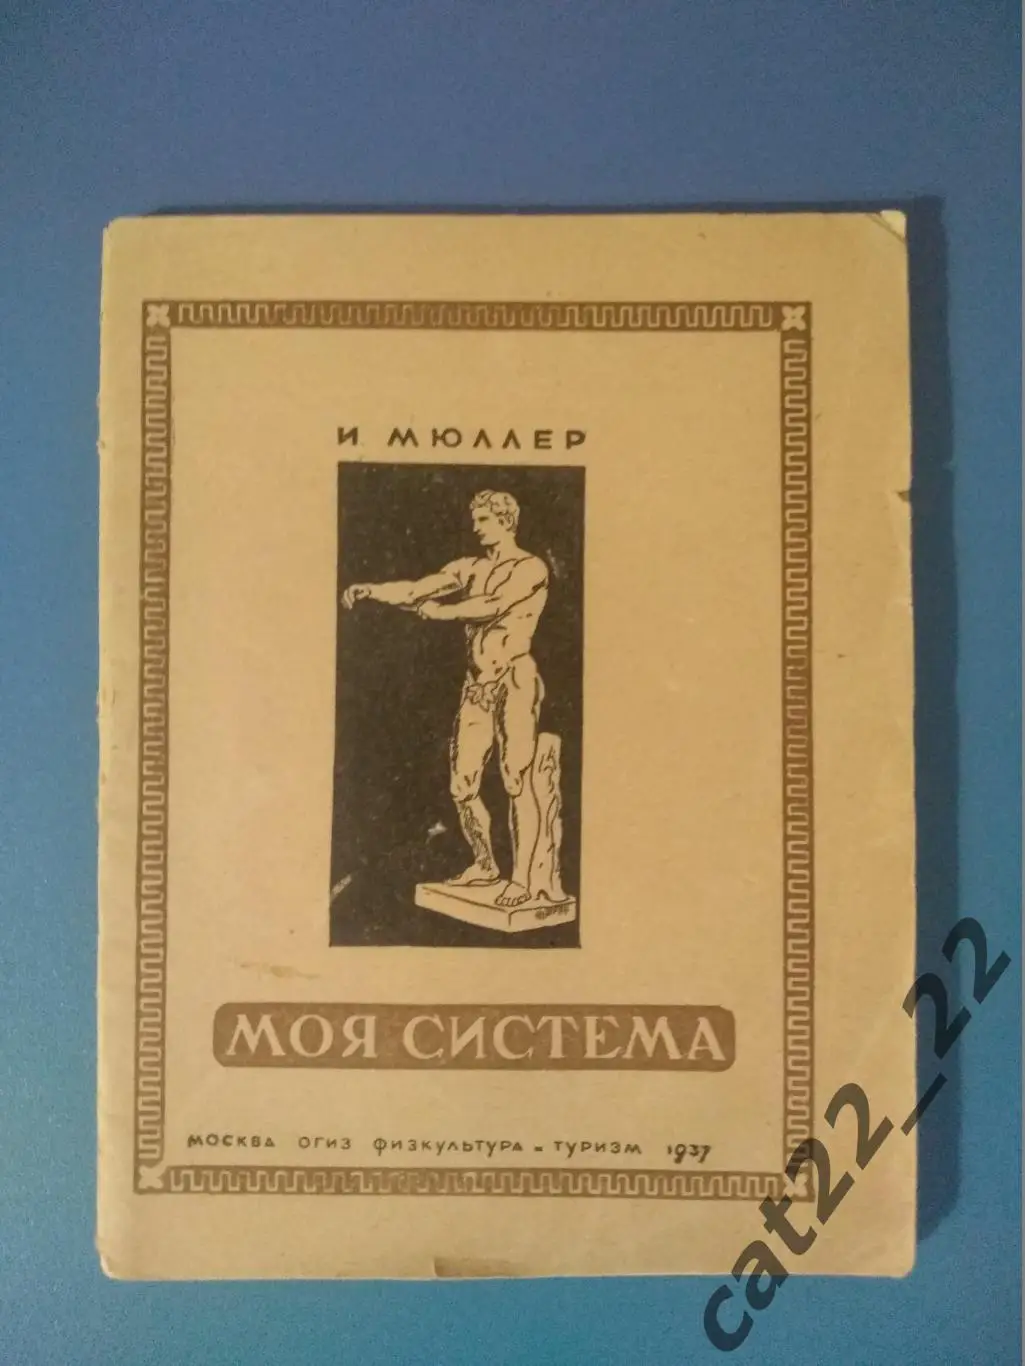 И. МЮЛЛЕР
МОЯ СИСТЕМА
МОСКВА ОГИЗ ФИЗКУЛЬТУРА = ТУРИЗМ 1937
cat22_22